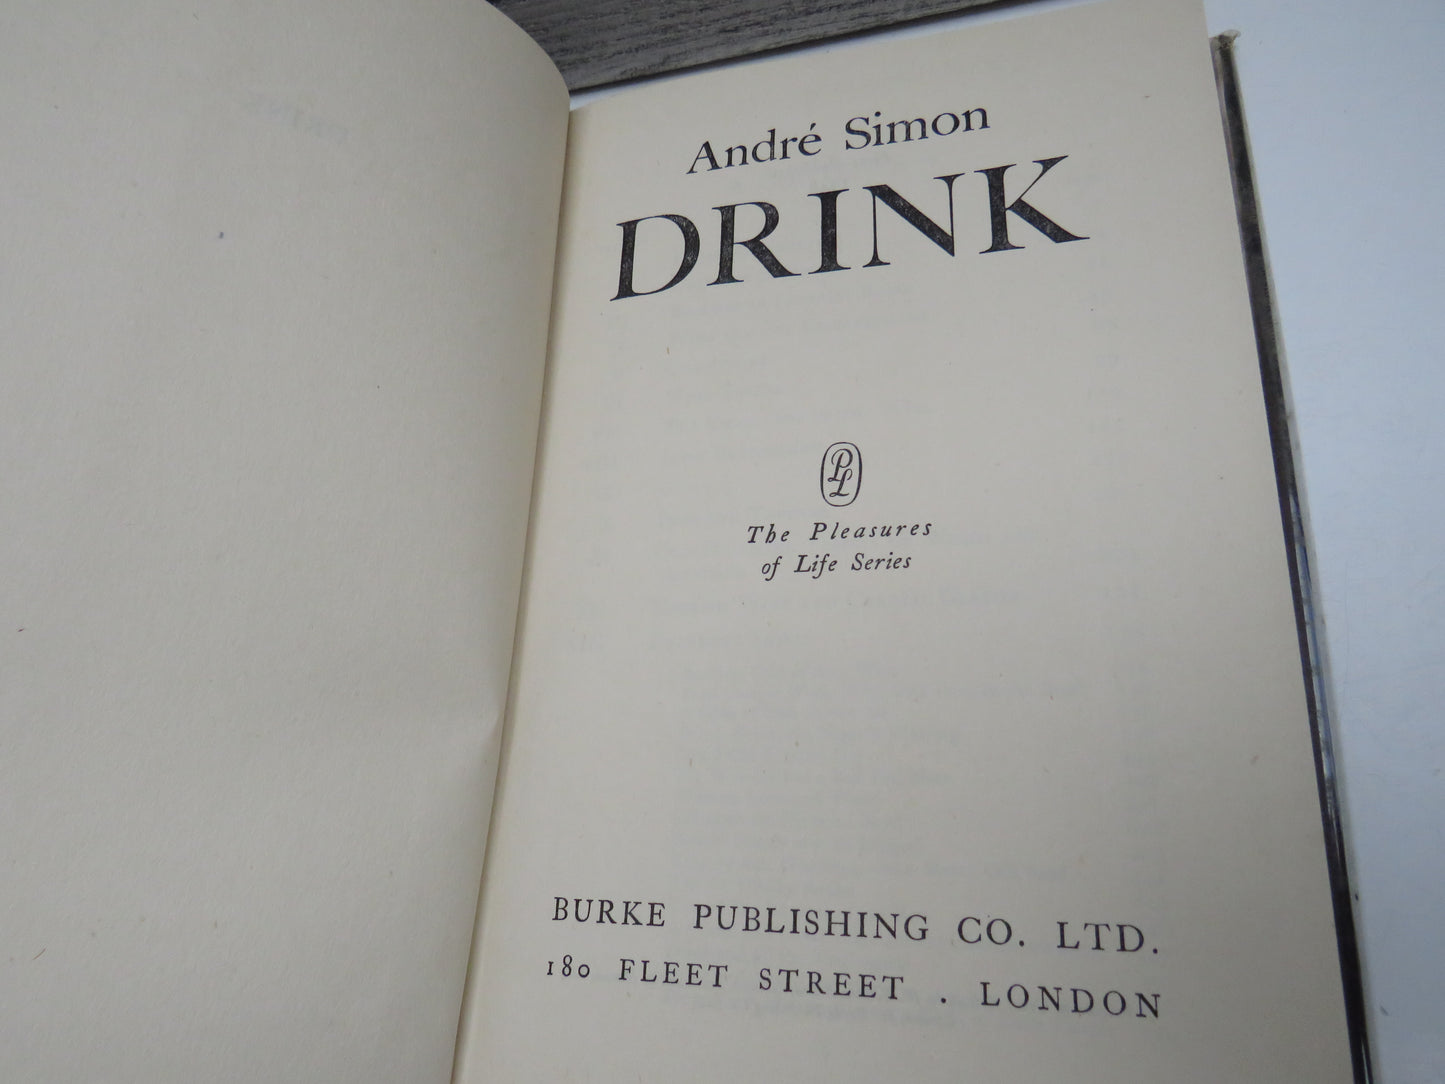 André Simon
DRINK
PL
The Pleasures
of Life Series
BURKE PUBLISHING CO. LTD.
180 FLEET STREET . LONDON